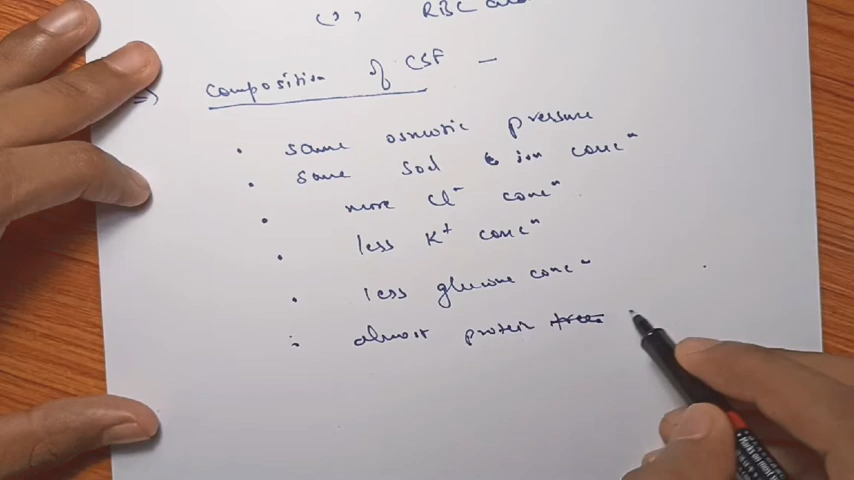 (,,
RBC
⇒ Composition of CSF —
• same osmotic pressure
• same sod ion concⁿ
• more Cl⁻ concⁿ
• less K⁺ concⁿ
• less glucose concⁿ
• almost protein free